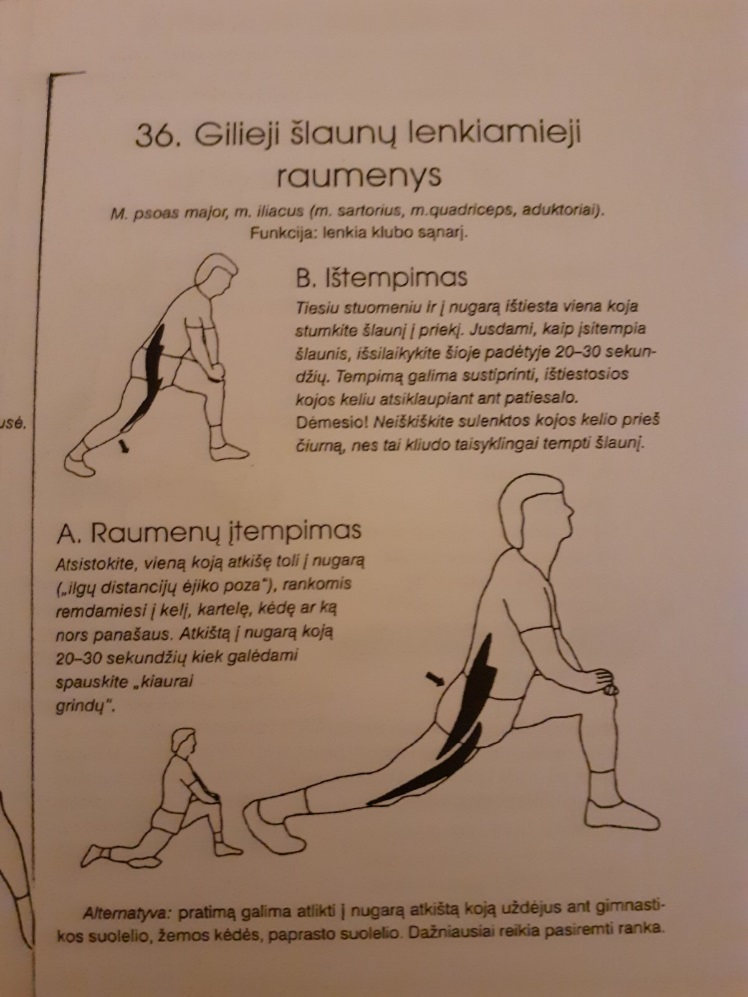 36. Gilieji šlaunų lenkiamieji
raumenys
M. psoas major, m. iliacus (m. sartorius, m.quadriceps, aduktoriai).
Funkcija: lenkia klubo sąnarį.
B. Ištempimas
Tiesiu stuomeniu ir į nugarą ištiesta viena koja
stumkite šlaunį į priekį. Jusdami, kaip įsitempia
šlaunis, išsilaikykite šioje padėtyje 20–30 sekun-
džių. Tempimą galima sustiprinti, ištiestosios
kojos keliu atsiklaupiant ant patiesalo.
Dėmesio! Neiškiškite sulenktos kojos kelio prieš
čiurną, nes tai kliudo taisyklingai tempti šlaunį.
usė.
A. Raumenų įtempimas
Atsistokite, vieną koją atkišę toli į nugarą
(„ilgų distancijų ėjiko poza“), rankomis
remdamiesi į kelį, kartelę, kėdę ar ką
nors panašaus. Atkištą į nugarą koją
20–30 sekundžių kiek galėdami
spauskite „kiaurai
grindų“.
Alternatyva: pratimą galima atlikti į nugarą atkištą koją uždėjus ant gimnasti-
kos suolelio, žemos kėdės, paprasto suolelio. Dažniausiai reikia pasiremti ranka.